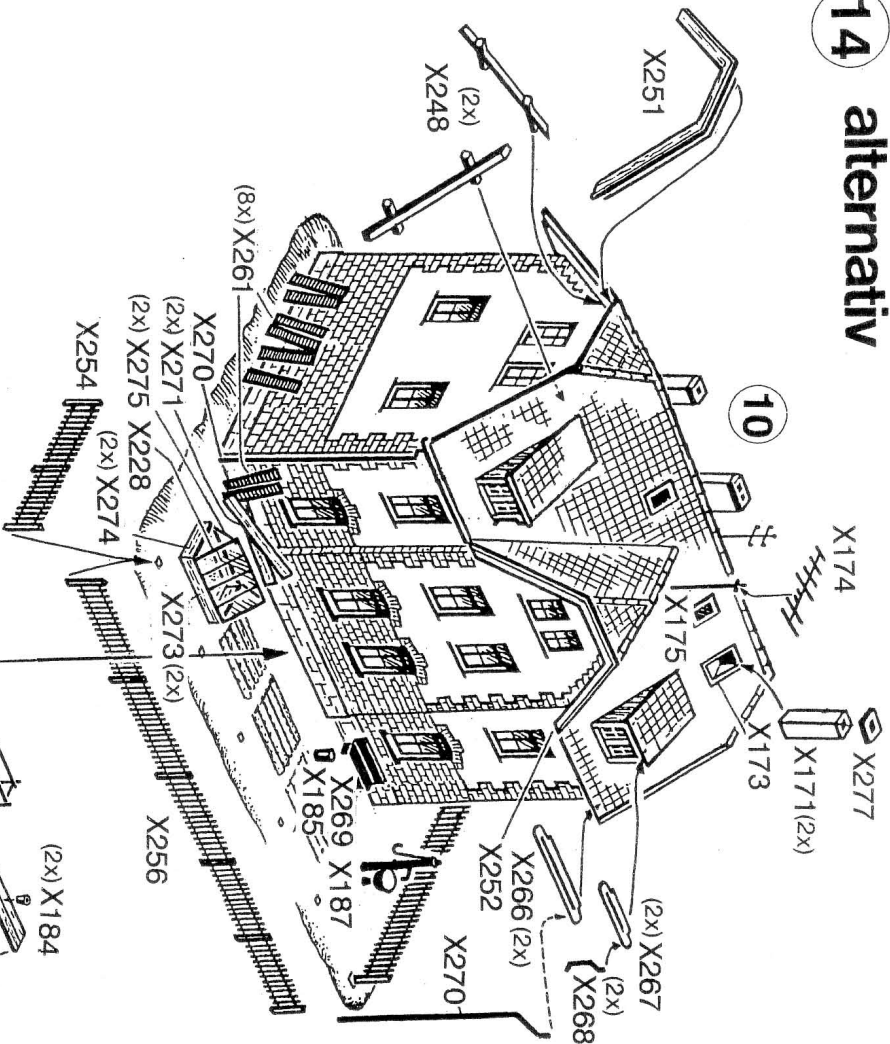 14 alternativ
X251
(2x)
X248
10
X174
X277
X171(2x)
X173
X175
(8x) X261
X270
(2x) X271
(2x) X275 X228
(2x) X274
X254
X273 (2x)
X256
X269 X187
X185
X252
X266 (2x)
(2x) X267
(2x)
X268
X270
(2x) X184